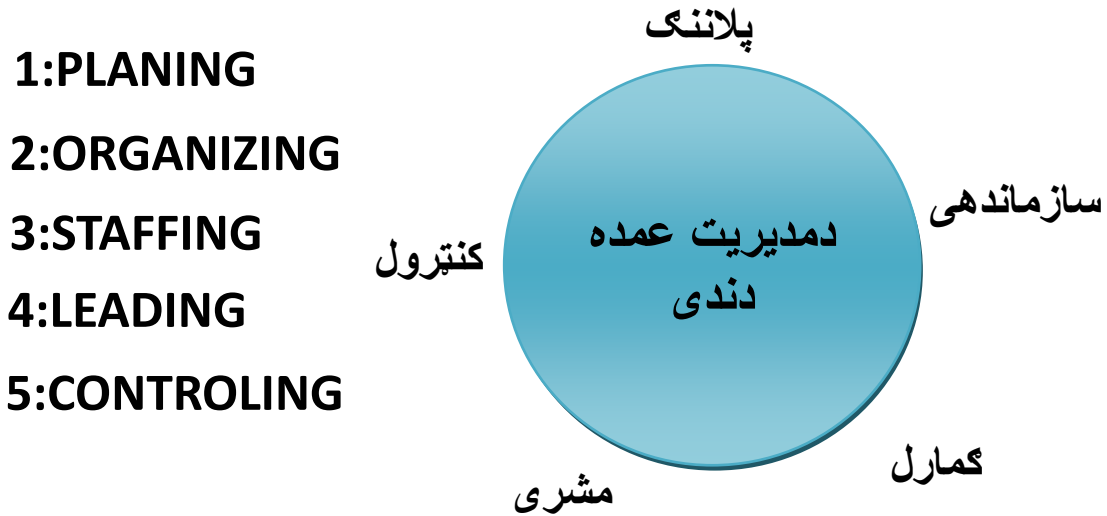 1:PLANING
2:ORGANIZING
3:STAFFING
4:LEADING
5:CONTROLING
پلاننګ
سازماندهی
دمدیریت عمده
دندی
کنټرول
ګمارل
مشری